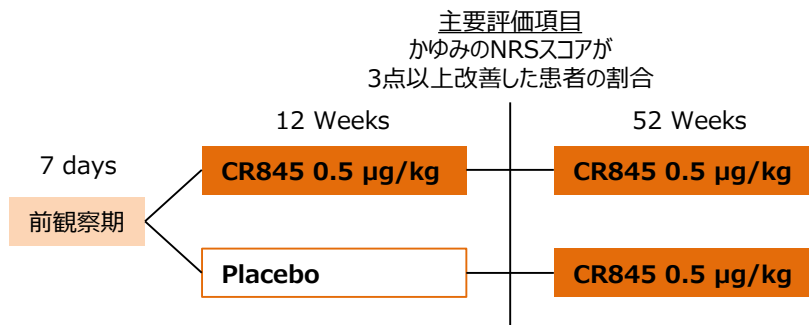 主要評価項目
かゆみのNRSスコアが
3点以上改善した患者の割合
12 Weeks
52 Weeks
7 days
CR845 0.5 μg/kg
CR845 0.5 μg/kg
前観察期
Placebo
CR845 0.5 μg/kg